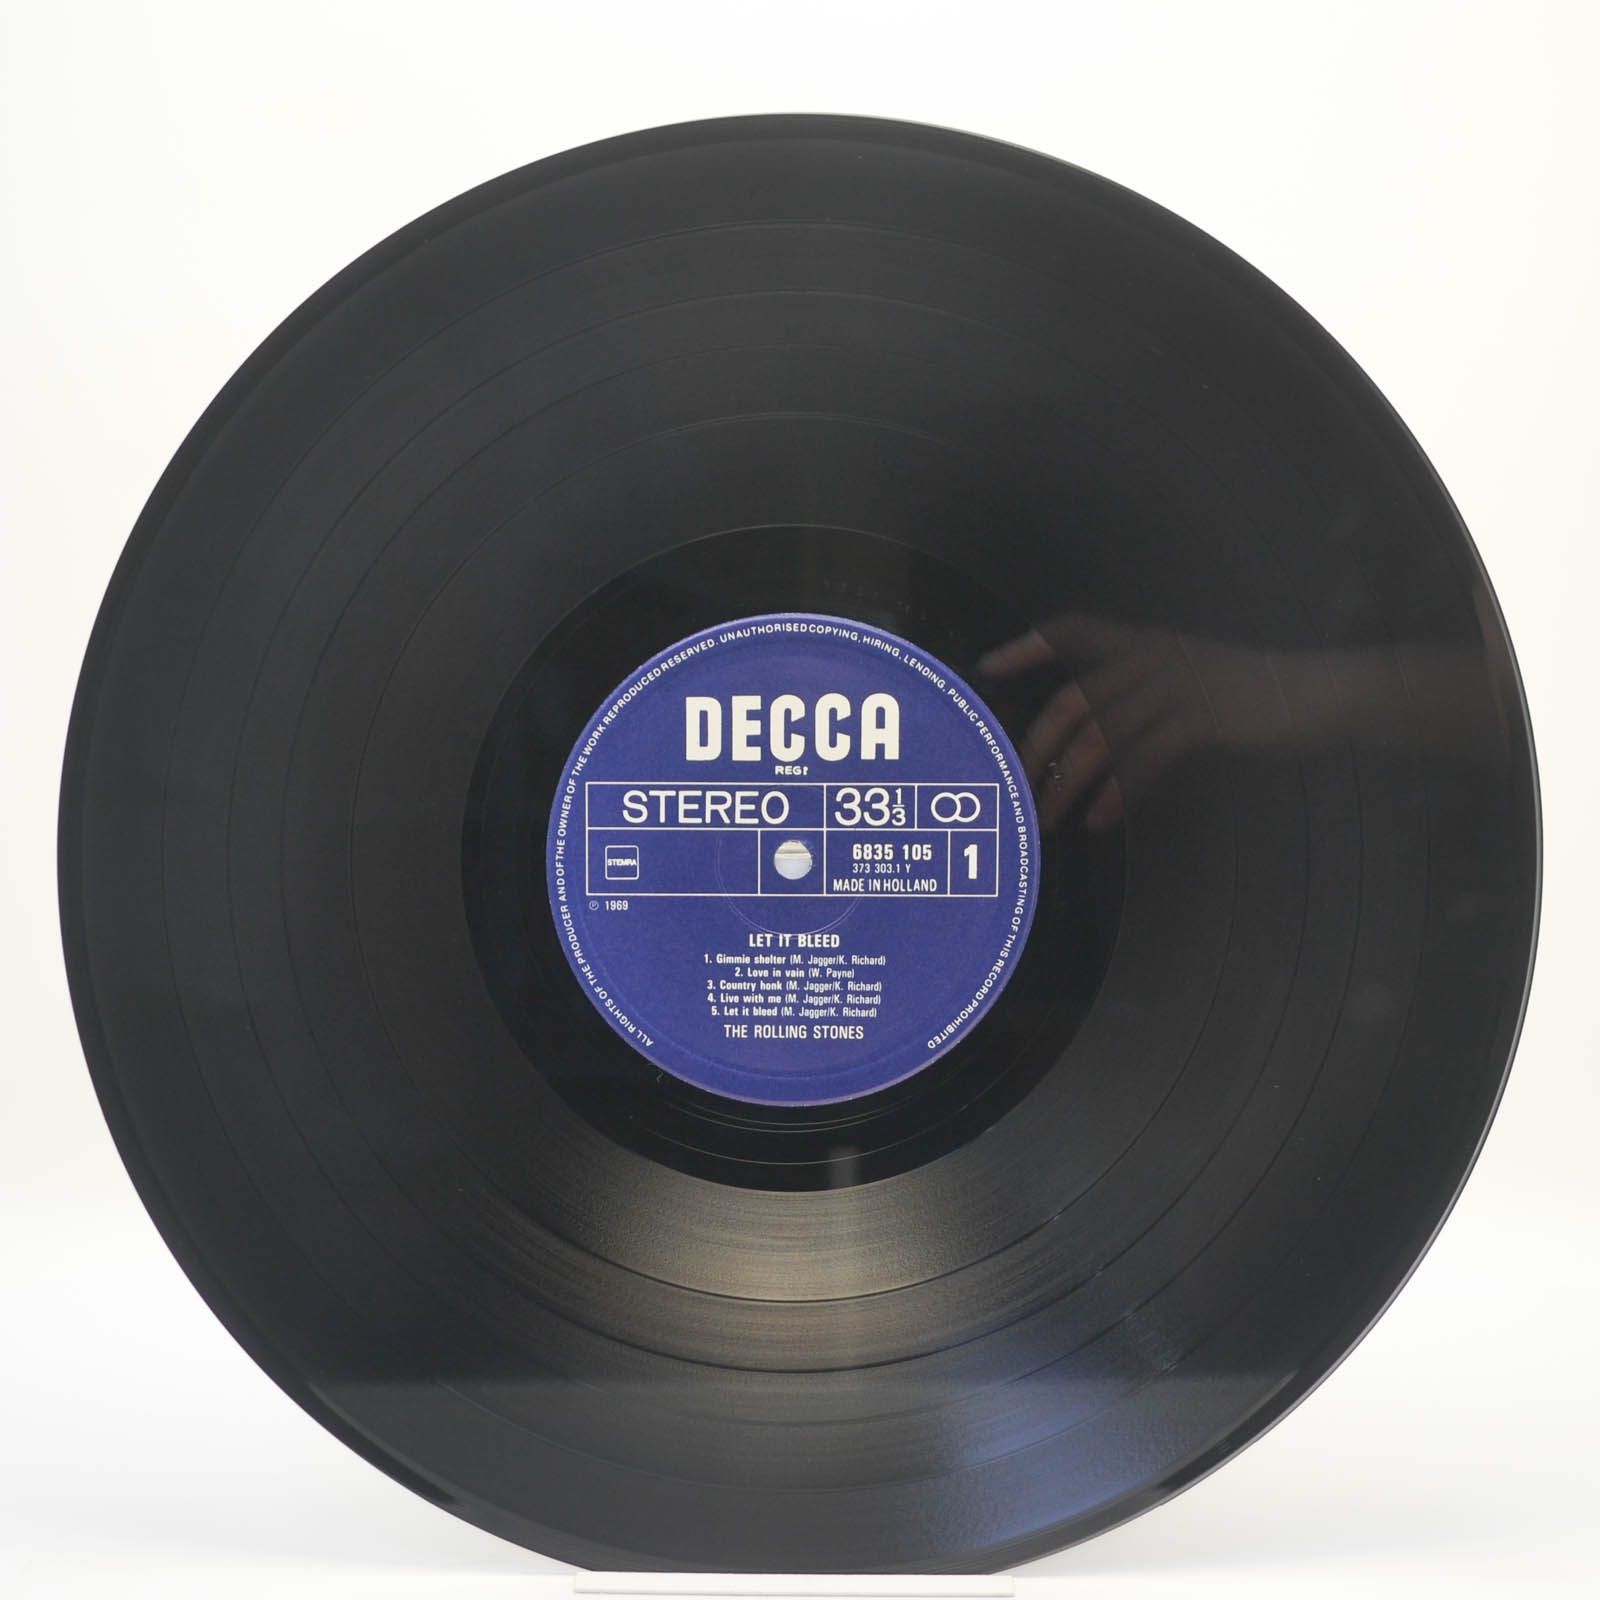 ALL RIGHTS OF THE PRODUCER AND OF THE OWNER OF THE WORK REPRODUCED RESERVED. UNAUTHORISED COPYING, HIRING, LENDING, PUBLIC PERFORMANCE AND BROADCASTING OF THIS RECORD PROHIBITED
DECCA
REGT
STEREO 33 1/3
STEMRA
6835 105
373 303.1 Y
MADE IN HOLLAND
1
℗ 1969
LET IT BLEED
1. Gimmie shelter (M. Jagger/K. Richard)
2. Love in vain (W. Payne)
3. Country honk (M. Jagger/K. Richard)
4. Live with me (M. Jagger/K. Richard)
5. Let it bleed (M. Jagger/K. Richard)
THE ROLLING STONES